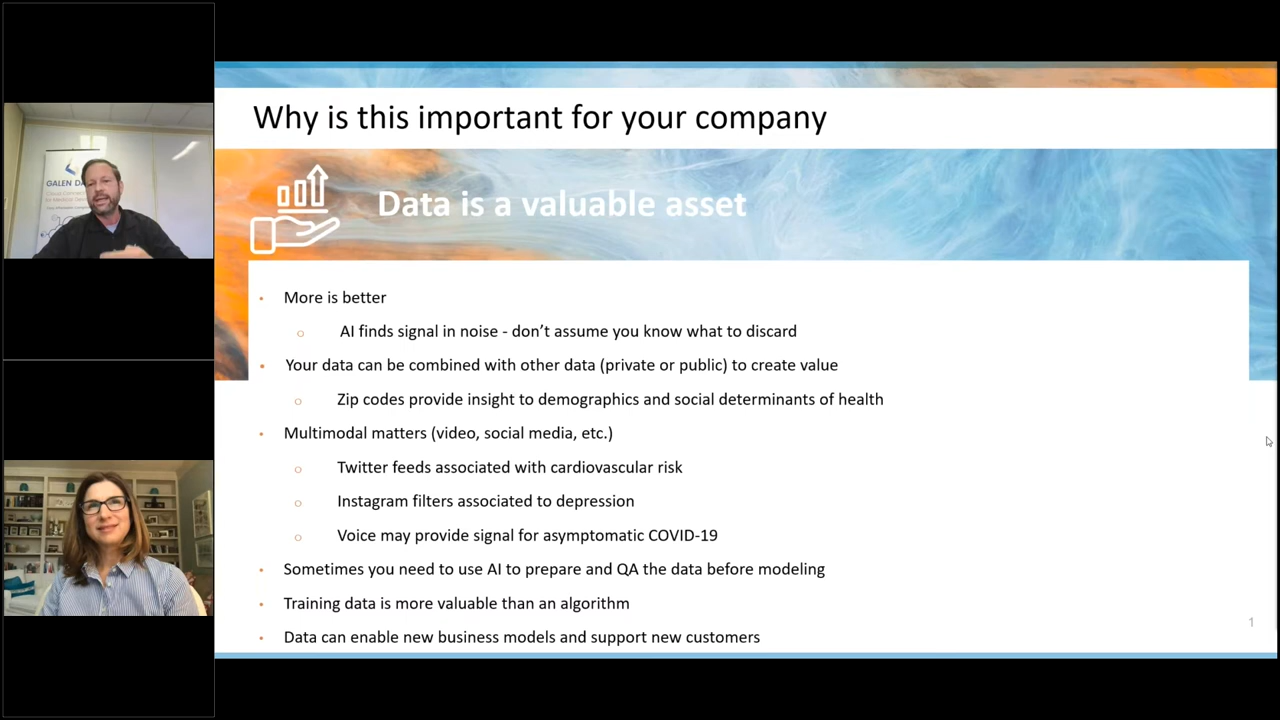 Why is this important for your company
Data is a valuable asset
• More is better
o AI finds signal in noise - don’t assume you know what to discard
• Your data can be combined with other data (private or public) to create value
o Zip codes provide insight to demographics and social determinants of health
• Multimodal matters (video, social media, etc.)
o Twitter feeds associated with cardiovascular risk
o Instagram filters associated to depression
o Voice may provide signal for asymptomatic COVID-19
• Sometimes you need to use AI to prepare and QA the data before modeling
• Training data is more valuable than an algorithm
• Data can enable new business models and support new customers
1
GALEN